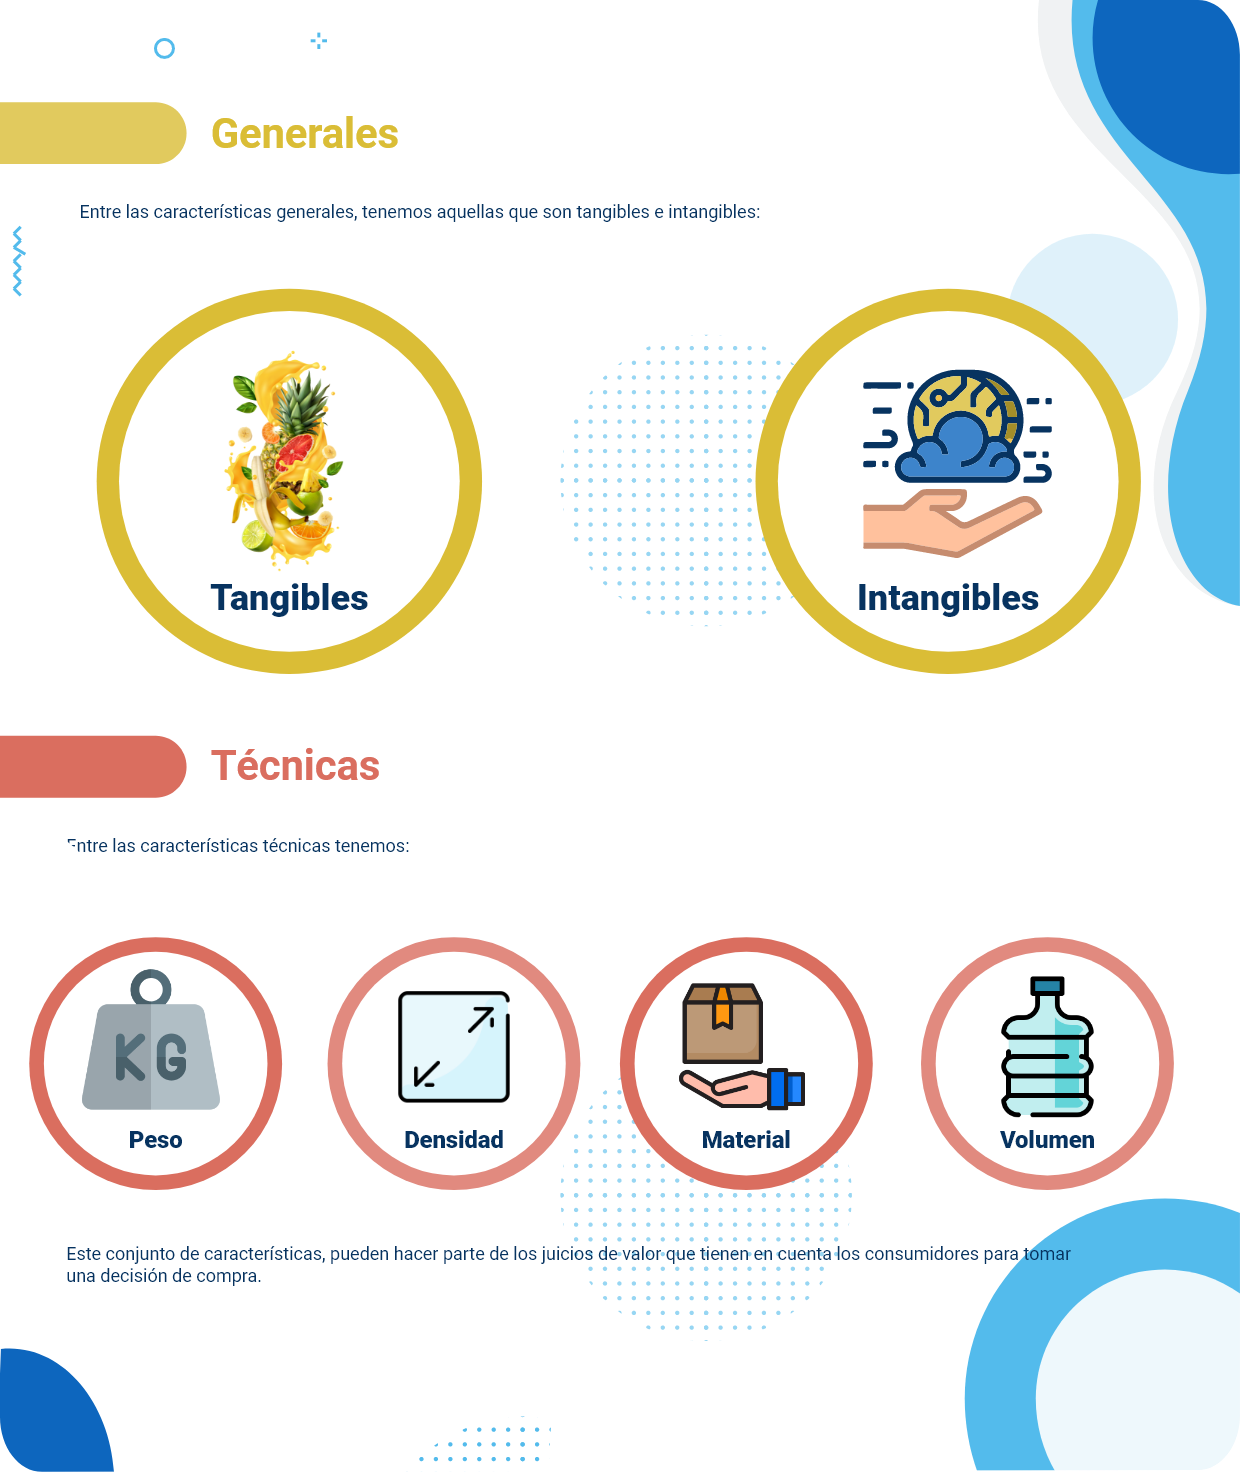 Generales
Entre las características generales, tenemos aquellas que son tangibles e intangibles:
Tangibles
Intangibles
Técnicas
Entre las características técnicas tenemos:
KG
Peso
Densidad
Material
Volumen
Este conjunto de características, pueden hacer parte de los juicios de valor que tienen en cuenta los consumidores para tomar
una decisión de compra.